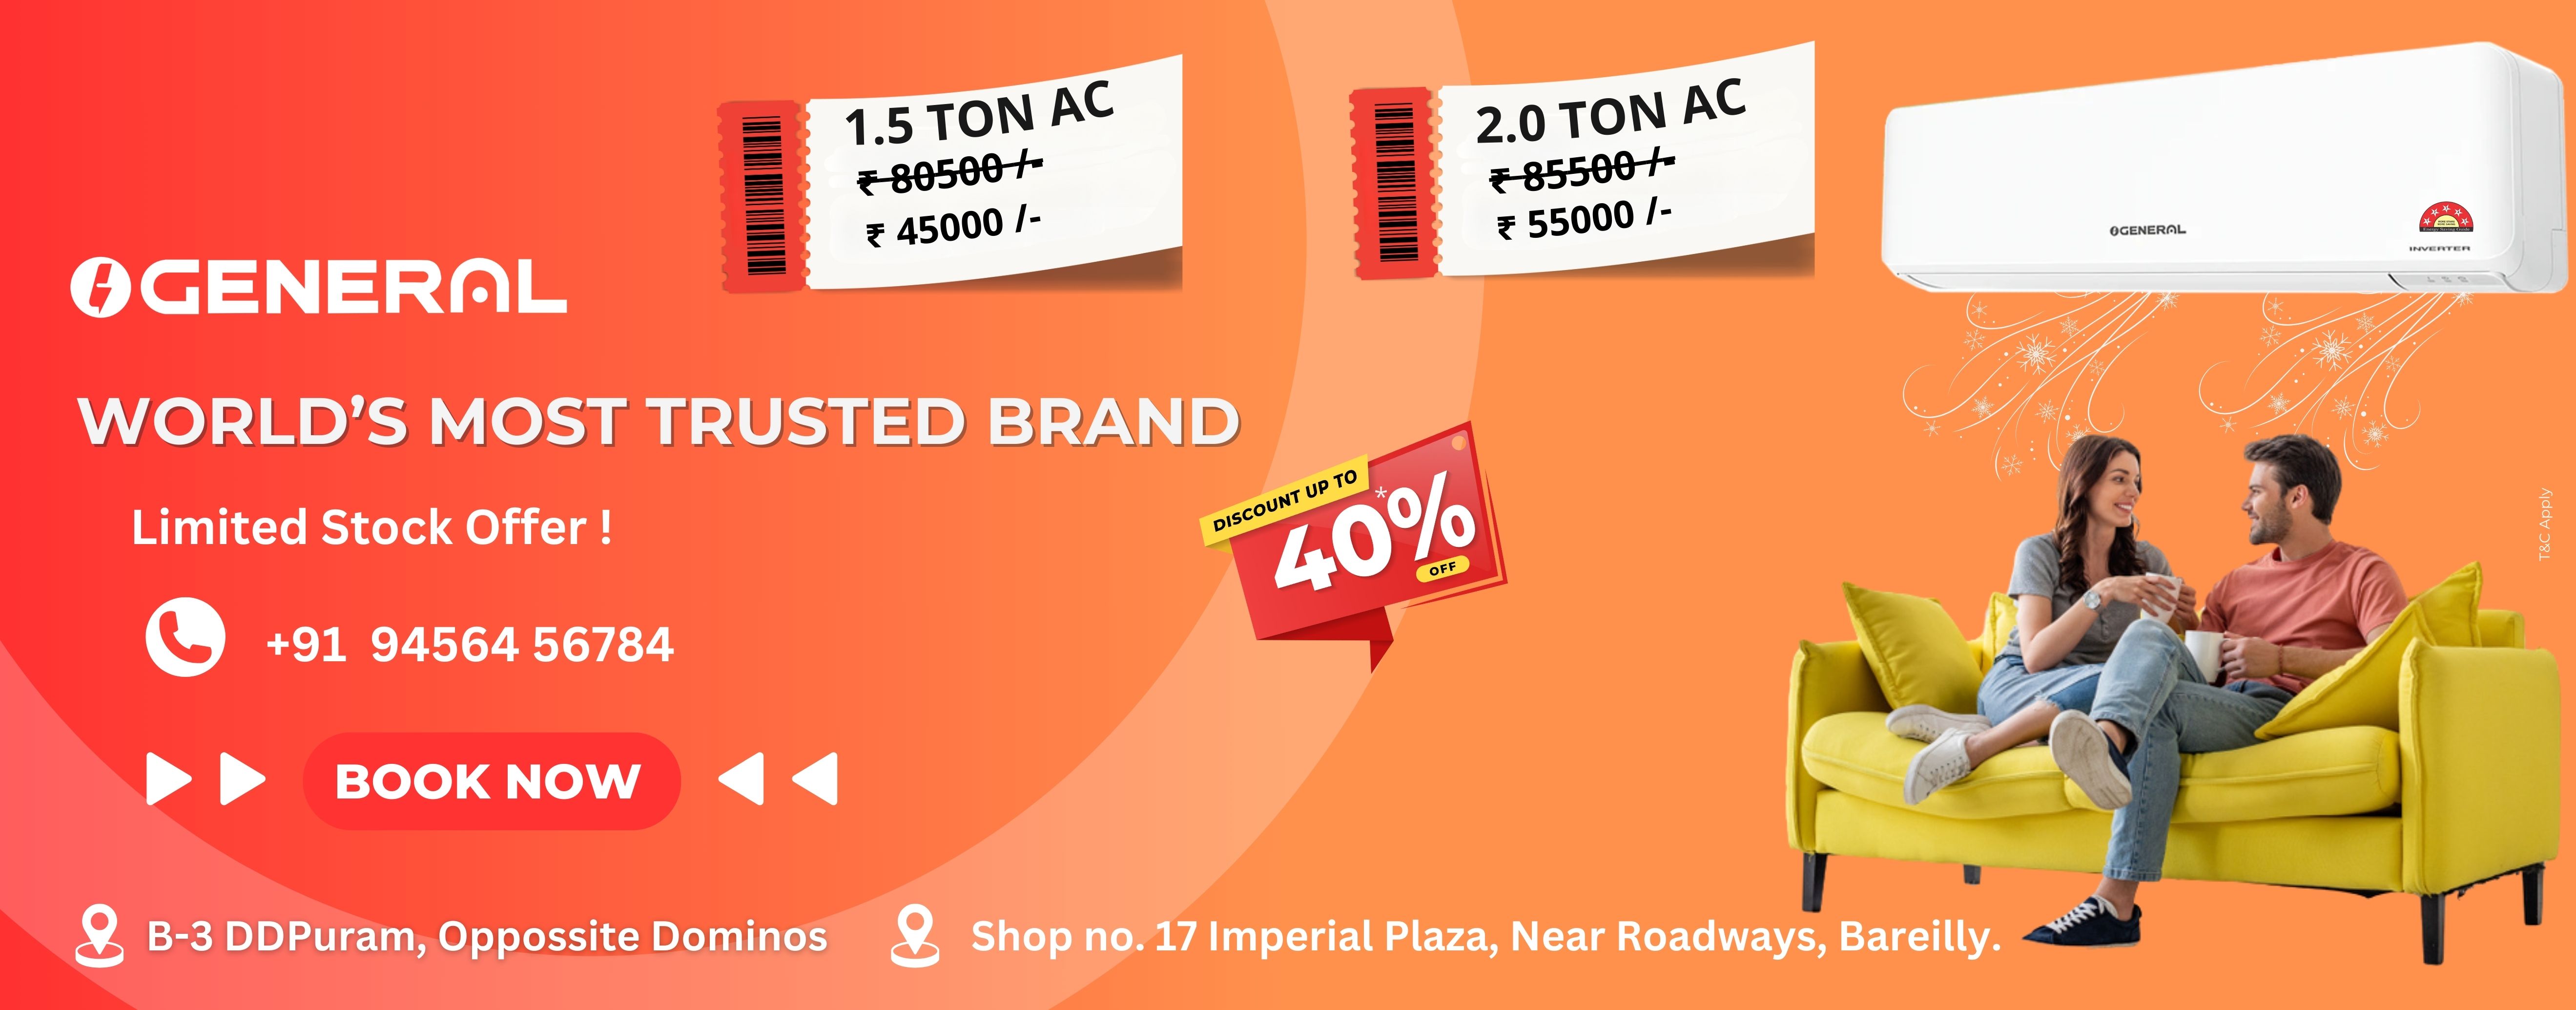 1.5 TON AC
₹ 80500 /-
₹ 45000 /-
2.0 TON AC
₹ 85500 /-
₹ 55000 /-
GENERAL
GENERAL
INVERTER
WORLD'S MOST TRUSTED BRAND
DISCOUNT UP TO
40%*
OFF
Limited Stock Offer !
T&C Apply
+91 94564 56784
BOOK NOW
B-3 DDPuram, Oppossite Dominos
Shop no. 17 Imperial Plaza, Near Roadways, Bareilly.